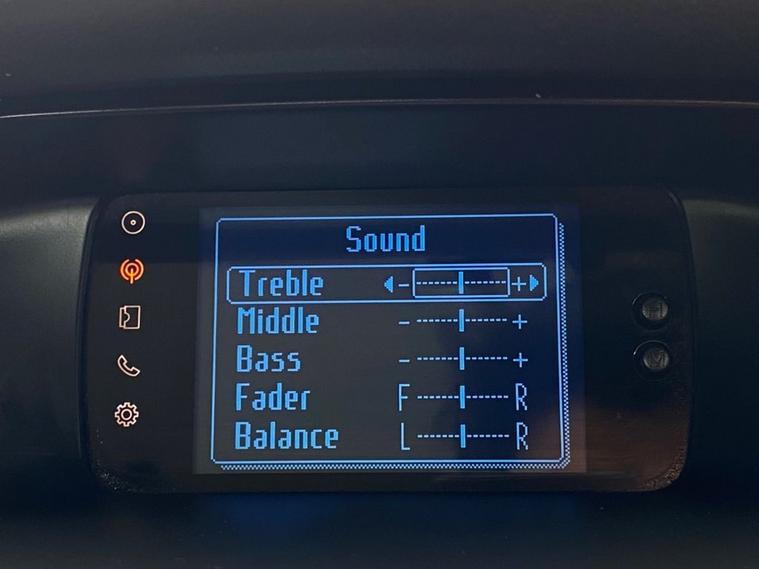 Sound
Treble - +
Middle - +
Bass - +
Fader F R
Balance L R